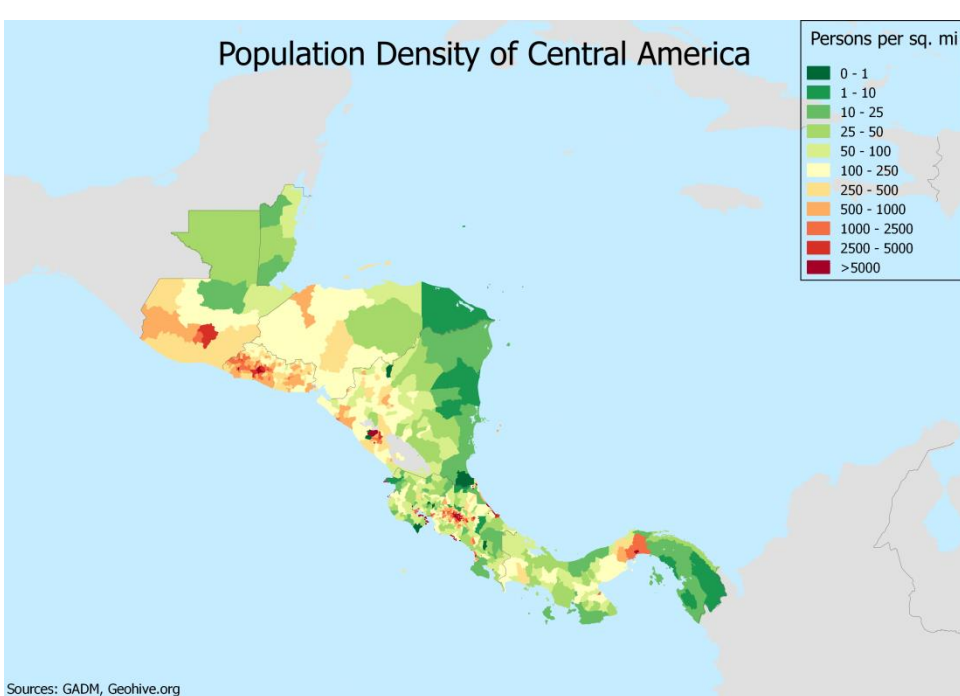 Population Density of Central America
Persons per sq. mi
0 - 1
1 - 10
10 - 25
25 - 50
50 - 100
100 - 250
250 - 500
500 - 1000
1000 - 2500
2500 - 5000
>5000
Sources: GADM, Geohive.org